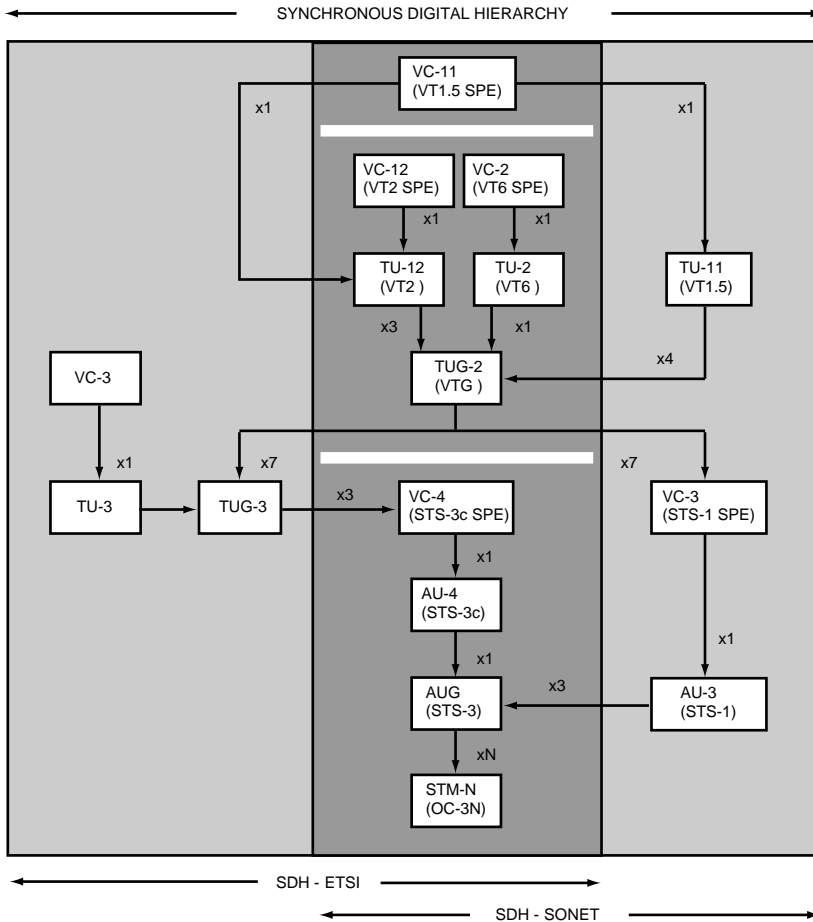 SYNCHRONOUS DIGITAL HIERARCHY
VC-11
(VT1.5 SPE)
x1
x1
VC-12
(VT2 SPE)
VC-2
(VT6 SPE)
x1
x1
TU-12
(VT2 )
TU-2
(VT6 )
TU-11
(VT1.5)
x3
x1
x4
TUG-2
(VTG )
VC-3
x1
x7
x7
TU-3
TUG-3
x3
VC-4
(STS-3c SPE)
VC-3
(STS-1 SPE)
x1
AU-4
(STS-3c)
x1
x1
AUG
(STS-3)
x3
AU-3
(STS-1)
xN
STM-N
(OC-3N)
SDH - ETSI
SDH - SONET